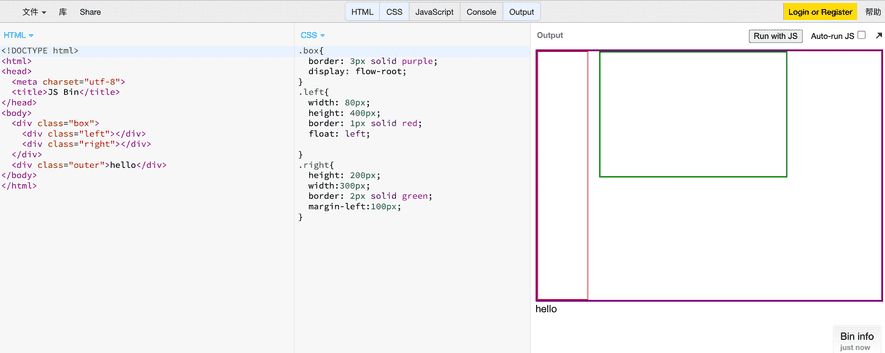 文件 库 Share HTML CSS JavaScript Console Output Login or Register 帮助
HTML
<!DOCTYPE html>
<html>
<head>
<meta charset="utf-8">
<title>JS Bin</title>
</head>
<body>
<div class="box">
<div class="left"></div>
<div class="right"></div>
</div>
<div class="outer">hello</div>
</body>
</html>
CSS
.box{
border: 3px solid purple;
display: flow-root;
}
.left{
width: 80px;
height: 400px;
border: 1px solid red;
float: left;
}
.right{
height: 200px;
width:300px;
border: 2px solid green;
margin-left:100px;
}
Output Run with JS Auto-run JS
hello
Bin info
just now